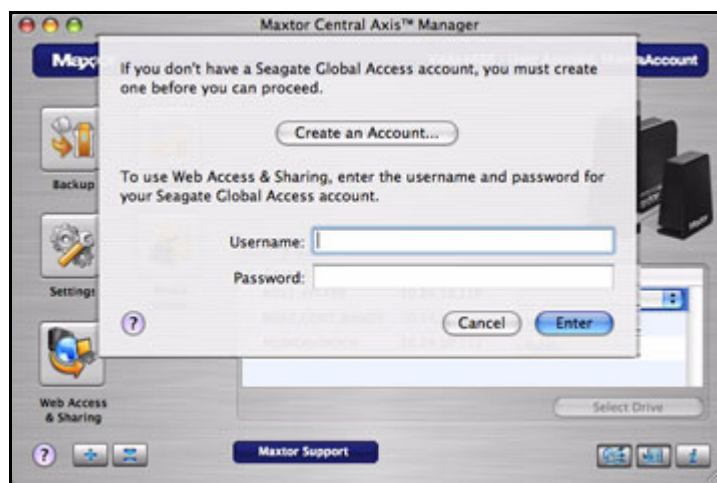 Maxtor Central Axis™ Manager
Account
If you don't have a Seagate Global Access account, you must create
one before you can proceed.
Create an Account...
To use Web Access & Sharing, enter the username and password for
your Seagate Global Access account.
Username:
Password:
?
Cancel
Enter
Backup
Settings
Web Access
& Sharing
Maxtor
Select Drive
?
Maxtor Support
i